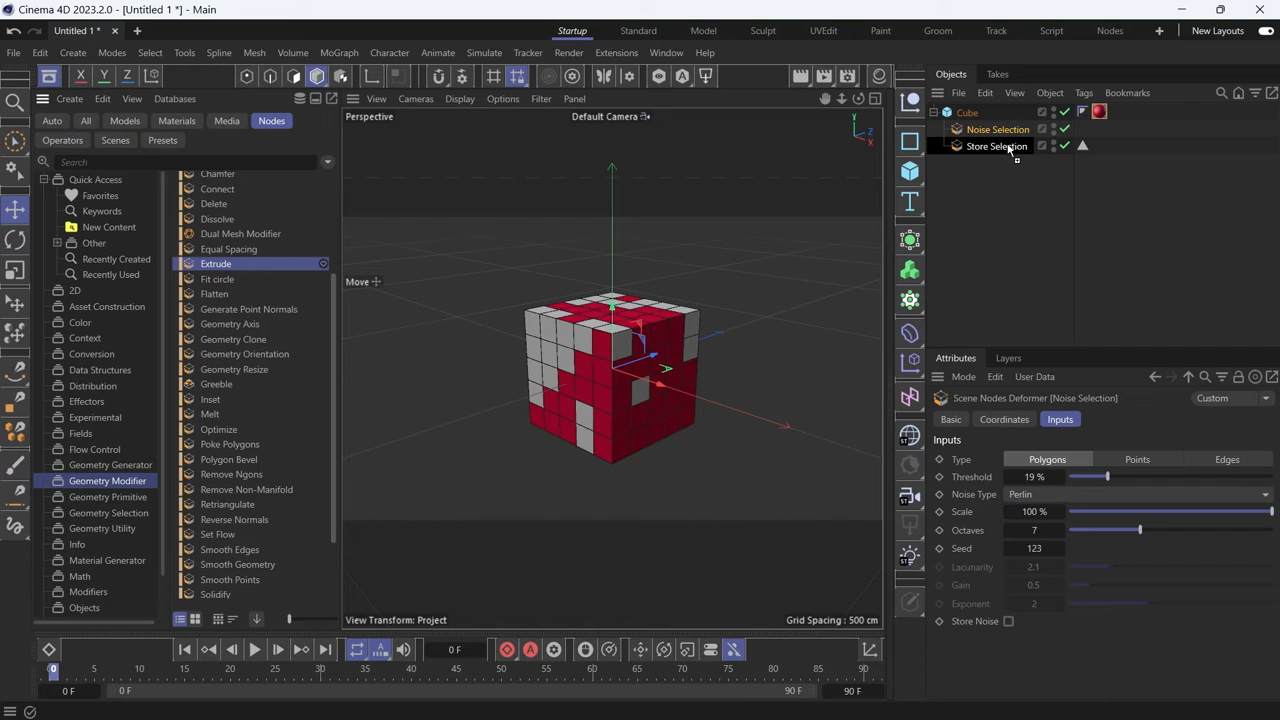 Cinema 4D 2023.2.0 - [Untitled 1 *] - Main
Untitled 1 *
Startup Standard Model Sculpt UVEdit Paint Groom Track Script Nodes New Layouts
File Edit Create Modes Select Tools Spline Mesh Volume MoGraph Character Animate Simulate Tracker Render Extensions Window Help
X Y Z
Create Edit View Databases
Auto All Models Materials Media Nodes
Operators Scenes Presets
Search
Quick Access
Favorites
Keywords
New Content
Other
Recently Created
Recently Used
2D
Asset Construction
Color
Context
Conversion
Data Structures
Distribution
Effectors
Experimental
Fields
Flow Control
Geometry Generator
Geometry Modifier
Geometry Primitive
Geometry Selection
Geometry Utility
Info
Material Generator
Math
Modifiers
Objects
Chamfer
Connect
Delete
Dissolve
Dual Mesh Modifier
Equal Spacing
Extrude
Fit circle
Flatten
Generate Point Normals
Geometry Axis
Geometry Clone
Geometry Orientation
Geometry Resize
Greeble
Inset
Melt
Optimize
Poke Polygons
Polygon Bevel
Remove Ngons
Remove Non-Manifold
Retriangulate
Reverse Normals
Set Flow
Smooth Edges
Smooth Geometry
Smooth Points
Solidify
View Cameras Display Options Filter Panel
Perspective
Default Camera
Y
Z
X
Move
View Transform: Project
Grid Spacing : 500 cm
Objects Takes
File Edit View Object Tags Bookmarks
Cube
Noise Selection
Store Selection
Attributes Layers
Mode Edit User Data
Scene Nodes Deformer [Noise Selection]
Custom
Basic Coordinates Inputs
Inputs
Type Polygons Points Edges
Threshold 19 %
Noise Type Perlin
Scale 100 %
Octaves 7
Seed 123
Lacunarity 2.1
Gain 0.5
Exponent 2
Store Noise
ST
ST
ST
0 F
0 5 10 15 20 25 30 35 40 45 50 55 60 65 70 75 80 85 90
0 F 0 F 90 F 90 F